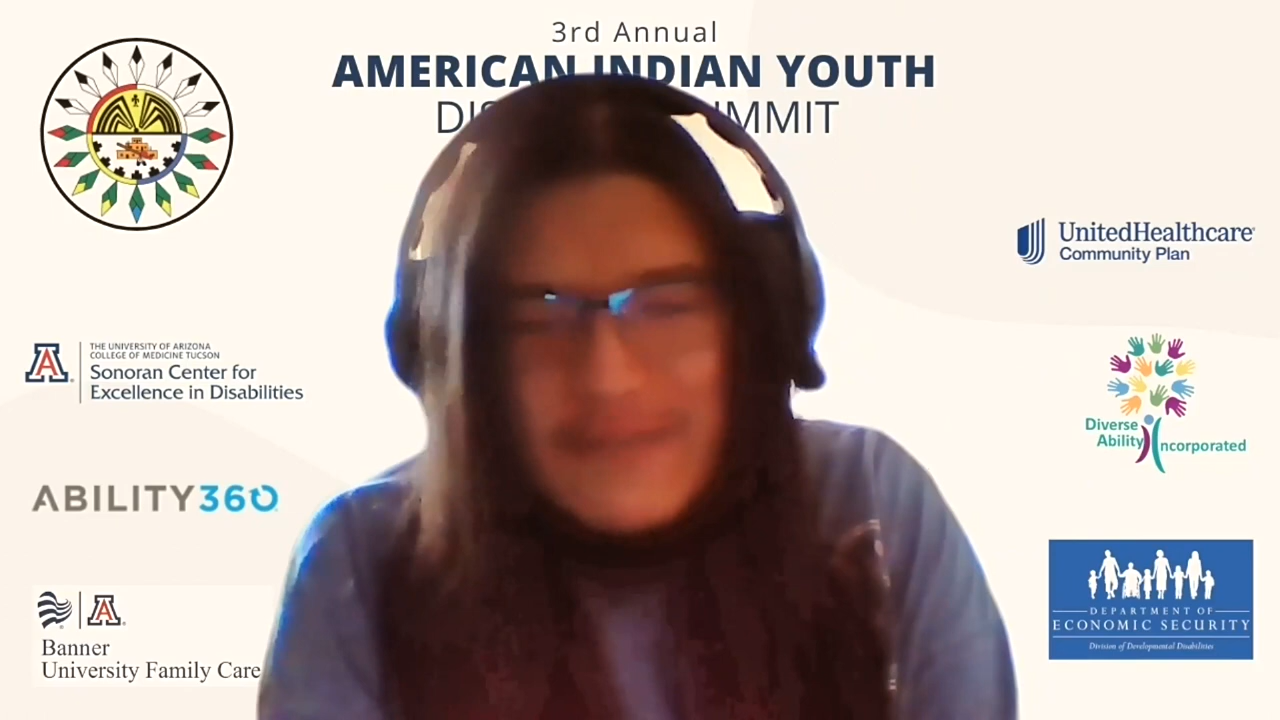 3rd Annual
AMERICAN INDIAN YOUTH
DIS UMMIT
UnitedHealthcare
Community Plan
THE UNIVERSITY OF ARIZONA
COLLEGE OF MEDICINE TUCSON
Sonoran Center for
Excellence in Disabilities
Diverse
Ability Incorporated
ABILITY360
DEPARTMENT OF
ECONOMIC SECURITY
Division of Developmental Disabilities
A
Banner
University Family Care